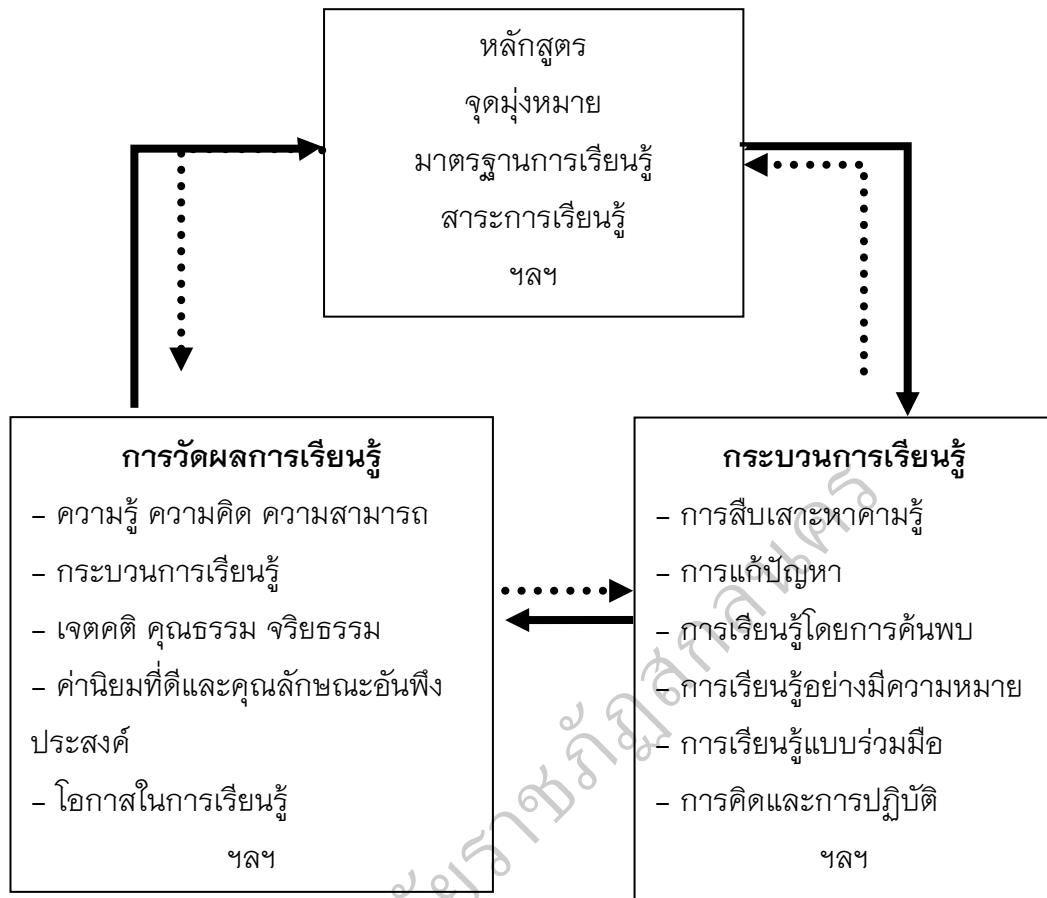 หลักสูตร
จุดมุ่งหมาย
มาตรฐานการเรียนรู้
สาระการเรียนรู้
ฯลฯ
การวัดผลการเรียนรู้
– ความรู้ ความคิด ความสามารถ
– กระบวนการเรียนรู้
– เจตคติ คุณธรรม จริยธรรม
– ค่านิยมที่ดีและคุณลักษณะอันพึง
ประสงค์
– โอกาสในการเรียนรู้
ฯลฯ
กระบวนการเรียนรู้
– การสืบเสาะหาคามรู้
– การแก้ปัญหา
– การเรียนรู้โดยการค้นพบ
– การเรียนรู้อย่างมีความหมาย
– การเรียนรู้แบบร่วมมือ
– การคิดและการปฏิบัติ
ฯลฯ
ัยราชภัฏสกลนคร